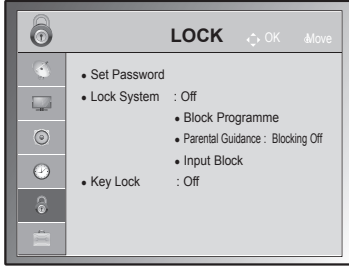 LOCK OK Move
• Set Password
• Lock System : Off
• Block Programme
• Parental Guidance : Blocking Off
• Input Block
• Key Lock : Off